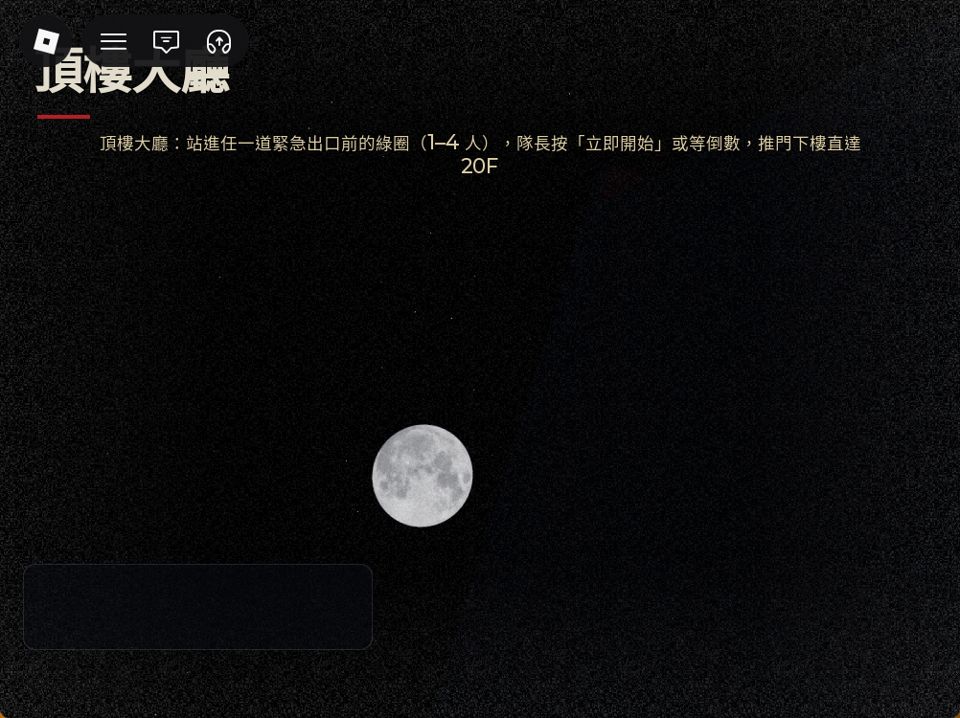 頂樓大廳
頂樓大廳：站進任一道緊急出口前的綠圈（1–4 人），隊長按「立即開始」或等倒數，推門下樓直達
20F